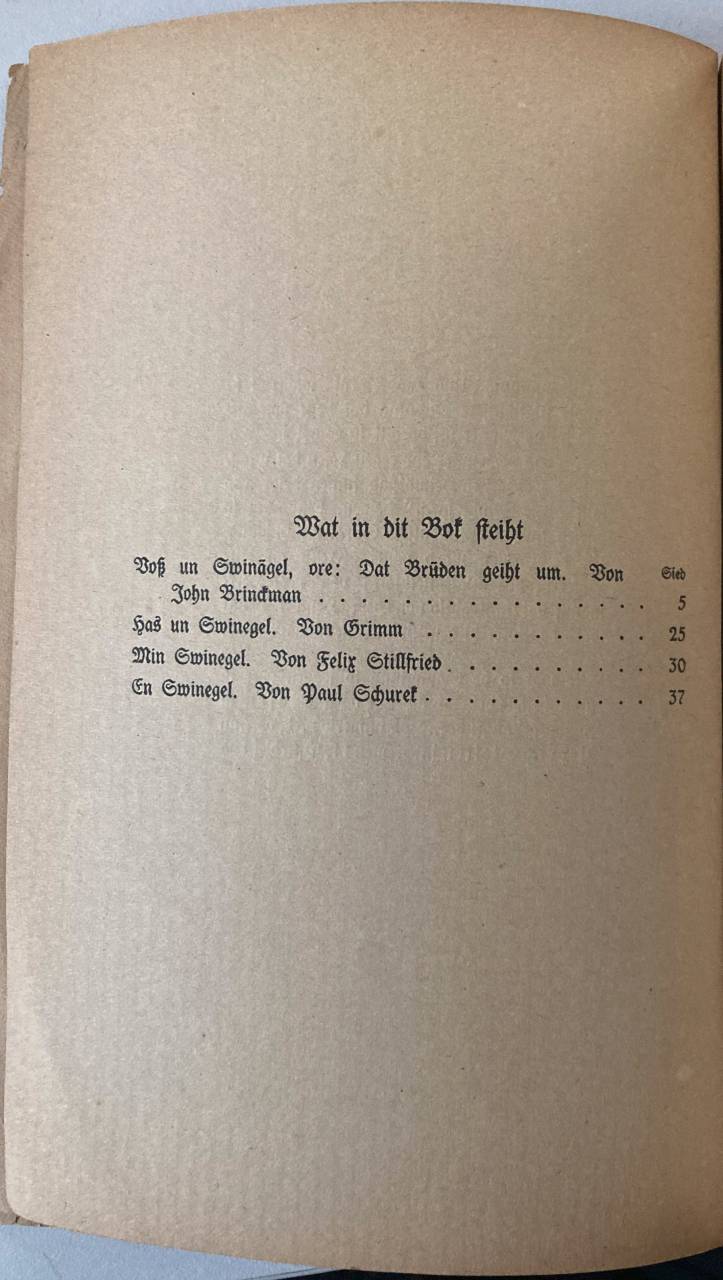 Wat in dit Bok ſteiht
Voß un Swinägel, ore: Dat Brüden geiht um. Von Sied
John Brinckman . . . . . . . . . . . . . . . . 5
Has un Swinegel. Von Grimm . . . . . . . . . . . 25
Min Swinegel. Von Felix Stillfried . . . . . . . . . . 30
En Swinegel. Von Paul Schurek . . . . . . . . . . . 37